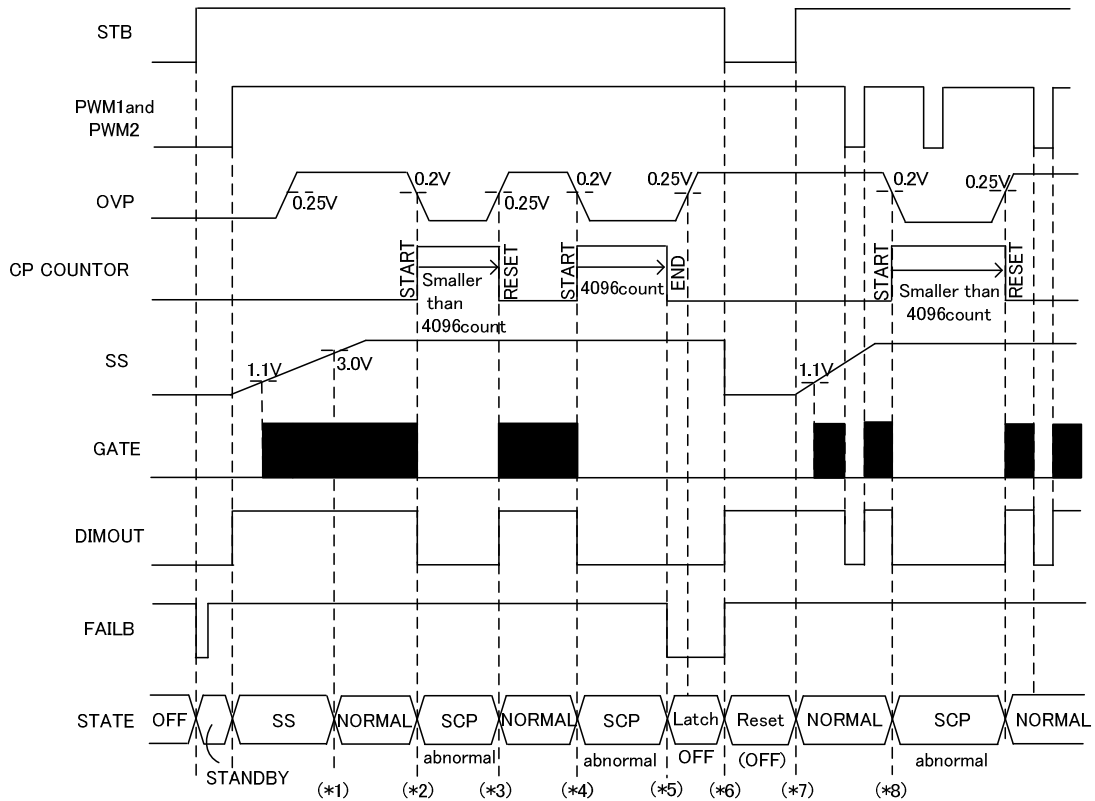 STB
PWM1and
PWM2
OVP
0.25V
0.2V
0.25V
0.2V
0.25V
0.2V
0.25V
CP COUNTOR
START
Smaller
than
4096count
RESET
START
4096count
END
START
Smaller than
4096count
RESET
SS
1.1V
3.0V
1.1V
GATE
DIMOUT
FAILB
STATE
OFF
SS
NORMAL
SCP
NORMAL
SCP
Latch
Reset
NORMAL
SCP
NORMAL
STANDBY
abnormal
abnormal
OFF
(OFF)
abnormal
(*1)
(*2)
(*3)
(*4)
(*5)
(*6)
(*7)
(*8)